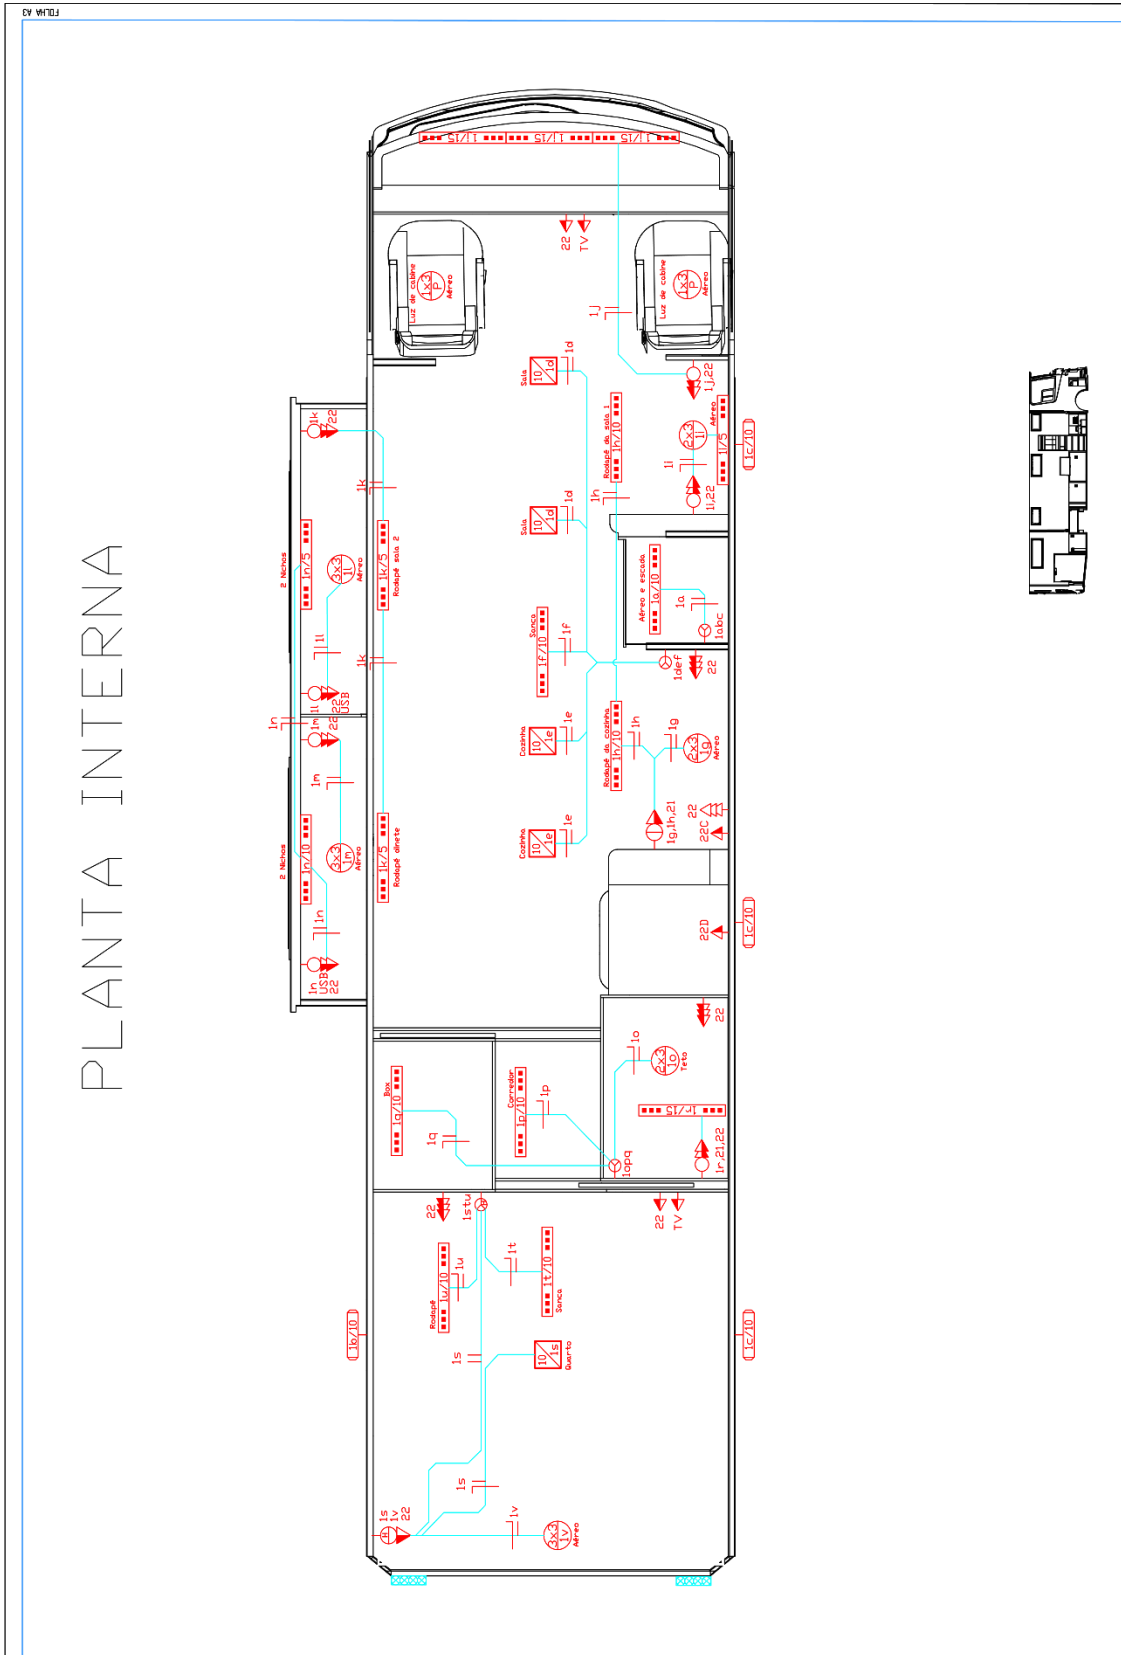 FOLHA A3
PLANTA INTERNA
1j/15
1j/15
1j/15
22
TV
Luz de cabine
1x3
P
Aéreo
Luz de cabine
1x3
P
Aéreo
1j
1j,22
Sala
10
1d
1d
Rodapé da sala 1
1h/10
1h
Aéreo
2x3
1i
1i
1i/5
1i,22
1c/10
1k
22
1k
Sala
10
1d
1d
2 Nichos
1n/5
3x3
1l
Aéreo
1k/5
Rodapé sala 2
Aéreo e escada
1a/10
1a
1abc
1l
1k
Sanca
1f/10
1f
1def
22
1l
22
USB
1n
1m
22
1m
Cozinha
10
1e
1e
Rodapé da cozinha
1h/10
1h
1g
2x3
1g
Aéreo
2 Nichos
1n/10
3x3
1m
Aéreo
1k/5
Rodapé dinete
Cozinha
10
1e
1e
1g,1h,21
22
22C
1n
22D
1c/10
1n
USB
22
22
Box
1q/10
1q
Corredor
1p/10
1p
1o
2x3
1o
Teto
1r/15
1opq
1r,21,22
22
1stu
22
TV
Rodapé
1u/10
1u
1t
1t/10
Sanca
1b/10
1s
10
1s
Quarto
1c/10
1s
1s
1v
22
H
1v
3x3
1v
Aéreo